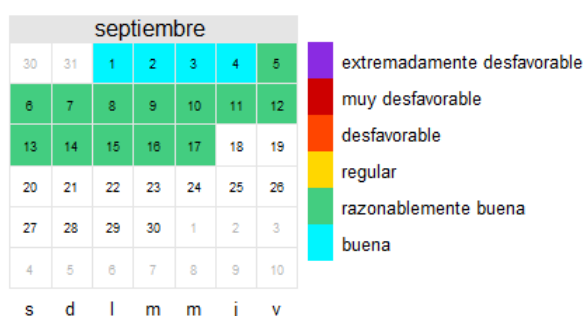 septiembre
30 31 1 2 3 4 5
6 7 8 9 10 11 12
13 14 15 16 17 18 19
20 21 22 23 24 25 26
27 28 29 30 1 2 3
4 5 6 7 8 9 10
s d l m m j v
extremadamente desfavorable
muy desfavorable
desfavorable
regular
razonablemente buena
buena